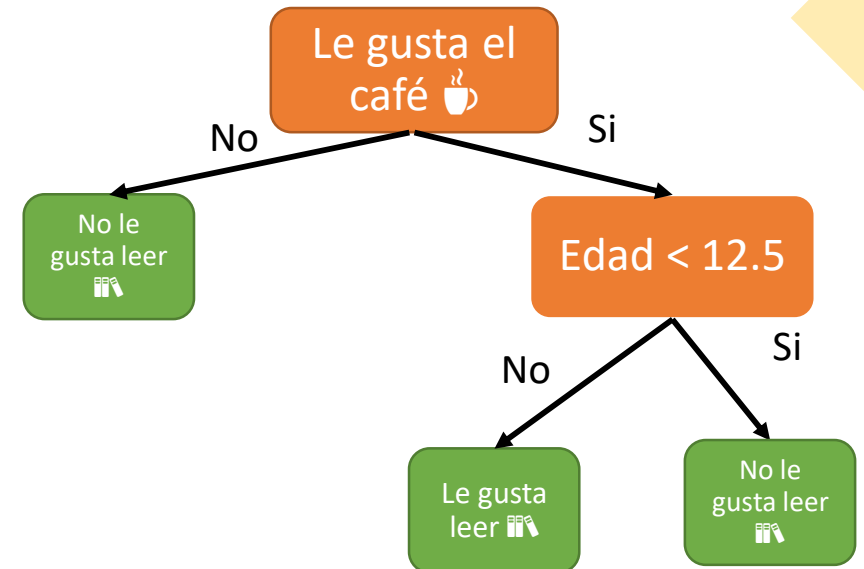 Le gusta el
café
No
Si
No le
gusta leer
Edad < 12.5
No
Si
Le gusta
leer
No le
gusta leer